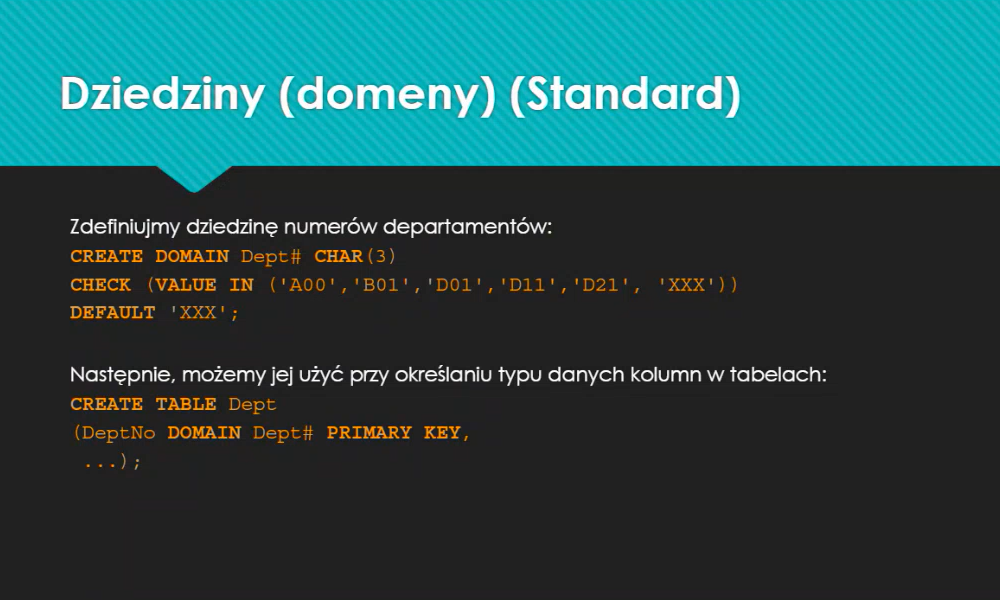 Dziedziny (domeny) (Standard)
Zdefiniujmy dziedzinę numerów departamentów:
CREATE DOMAIN Dept# CHAR(3)
CHECK (VALUE IN ('A00','B01','D01','D11','D21', 'XXX'))
DEFAULT 'XXX';
Następnie, możemy jej użyć przy określaniu typu danych kolumn w tabelach:
CREATE TABLE Dept
(DeptNo DOMAIN Dept# PRIMARY KEY,
...);